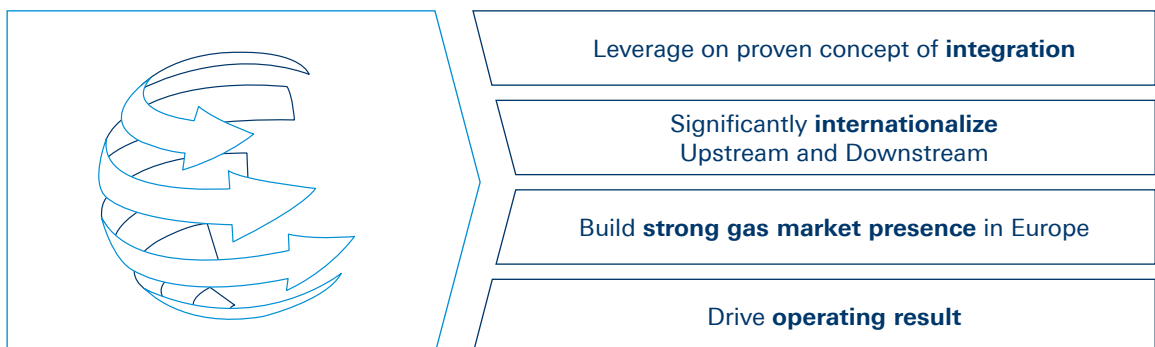 Leverage on proven concept of integration
Significantly internationalize
Upstream and Downstream
Build strong gas market presence in Europe
Drive operating result